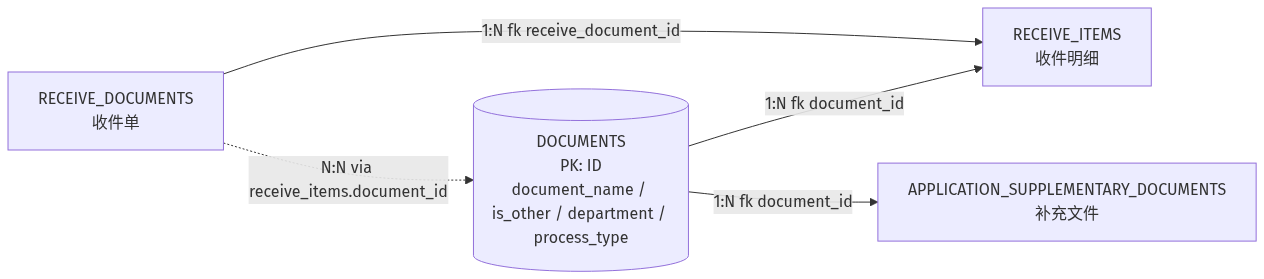 RECEIVE_DOCUMENTS
收件单
1:N fk receive_document_id
N:N via
receive_items.document_id
DOCUMENTS
PK: ID
document_name /
is_other / department /
process_type
1:N fk document_id
1:N fk document_id
RECEIVE_ITEMS
收件明细
APPLICATION_SUPPLEMENTARY_DOCUMENTS
补充文件